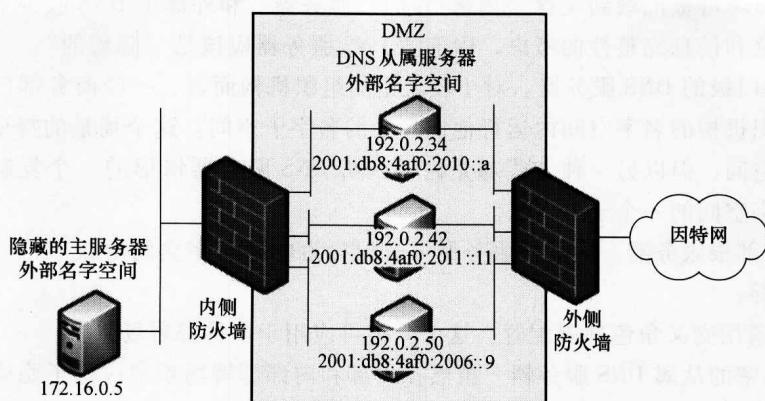 DMZ
DNS 从属服务器
外部名字空间
192.0.2.34
2001:db8:4af0:2010::a
192.0.2.42
2001:db8:4af0:2011::11
192.0.2.50
2001:db8:4af0:2006::9
隐藏的主服务器
外部名字空间
172.16.0.5
内侧
防火墙
外侧
防火墙
因特网